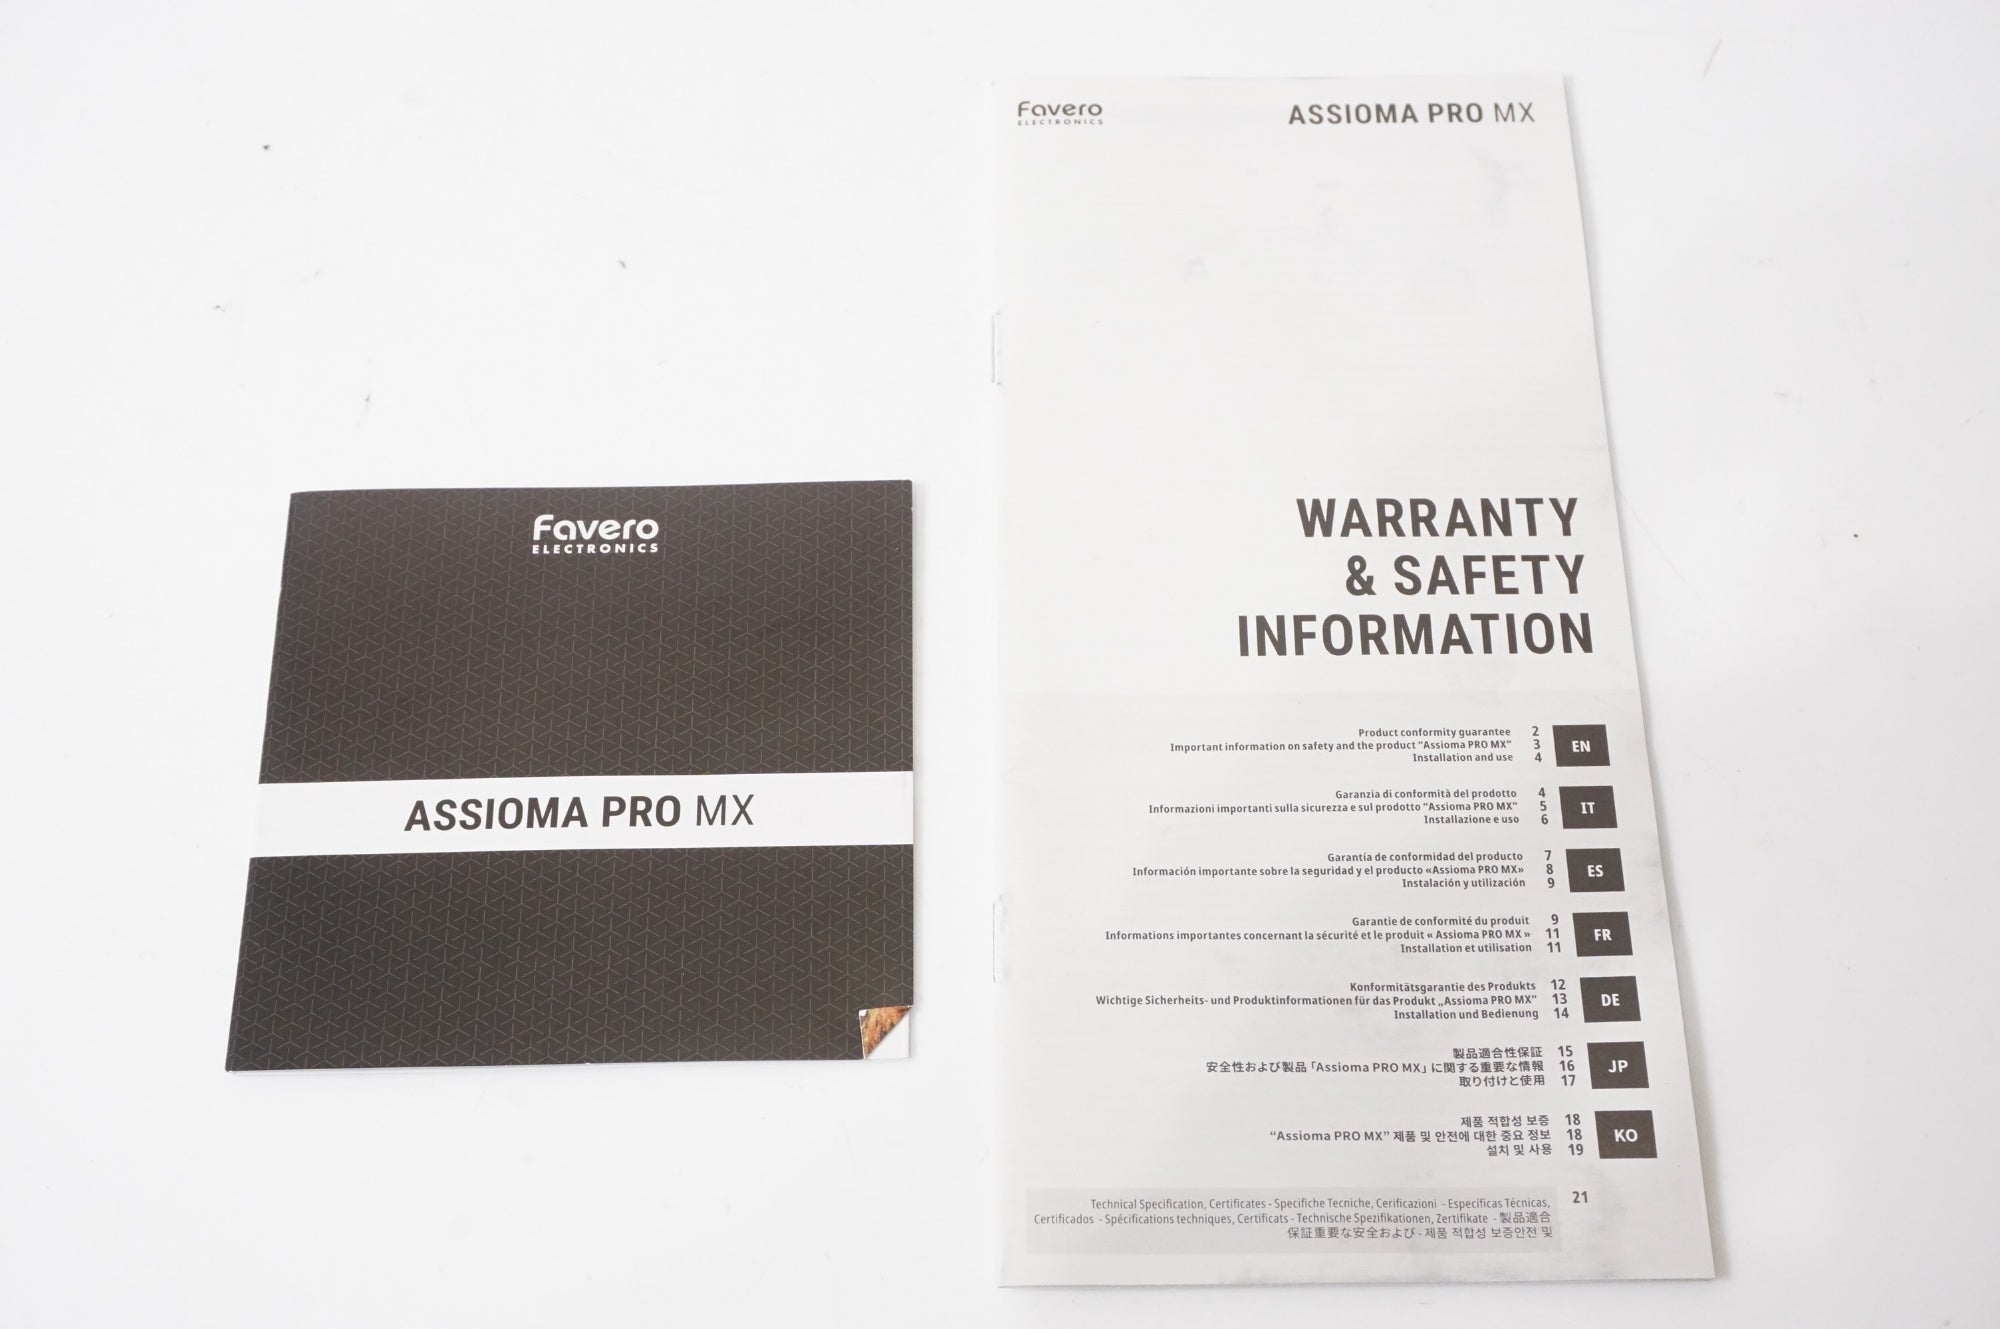 Favero
ELECTRONICS
ASSIOMA PRO MX
Favero
ELECTRONICS
ASSIOMA PRO MX
WARRANTY
& SAFETY
INFORMATION
Product conformity guarantee 2
Important information on safety and the product "Assioma PRO MX" 3
Installation and use 4
EN
Garanzia di conformità del prodotto 4
Informazioni importanti sulla sicurezza e sul prodotto "Assioma PRO MX" 5
Installazione e uso 6
IT
Garantía de conformidad del producto 7
Información importante sobre la seguridad y el producto «Assioma PRO MX» 8
Instalación y utilización 9
ES
Garantie de conformité du produit 9
Informations importantes concernant la sécurité et le produit « Assioma PRO MX » 11
Installation et utilisation 11
FR
Konformitätsgarantie des Produkts 12
Wichtige Sicherheits- und Produktinformationen für das Produkt „Assioma PRO MX" 13
Installation und Bedienung 14
DE
製品適合性保証 15
安全性および製品「Assioma PRO MX」に関する重要な情報 16
取り付けと使用 17
JP
제품 적합성 보증 18
"Assioma PRO MX" 제품 및 안전에 대한 중요 정보 18
설치 및 사용 19
KO
Technical Specification, Certificates - Specifiche Tecniche, Cerificazioni - Específicas Técnicas, 21
Certificados - Spécifications techniques, Certificats - Technische Spezifikationen, Zertifikate - 製品適合
保証重要な安全および - 제품 적합성 보증안전 및